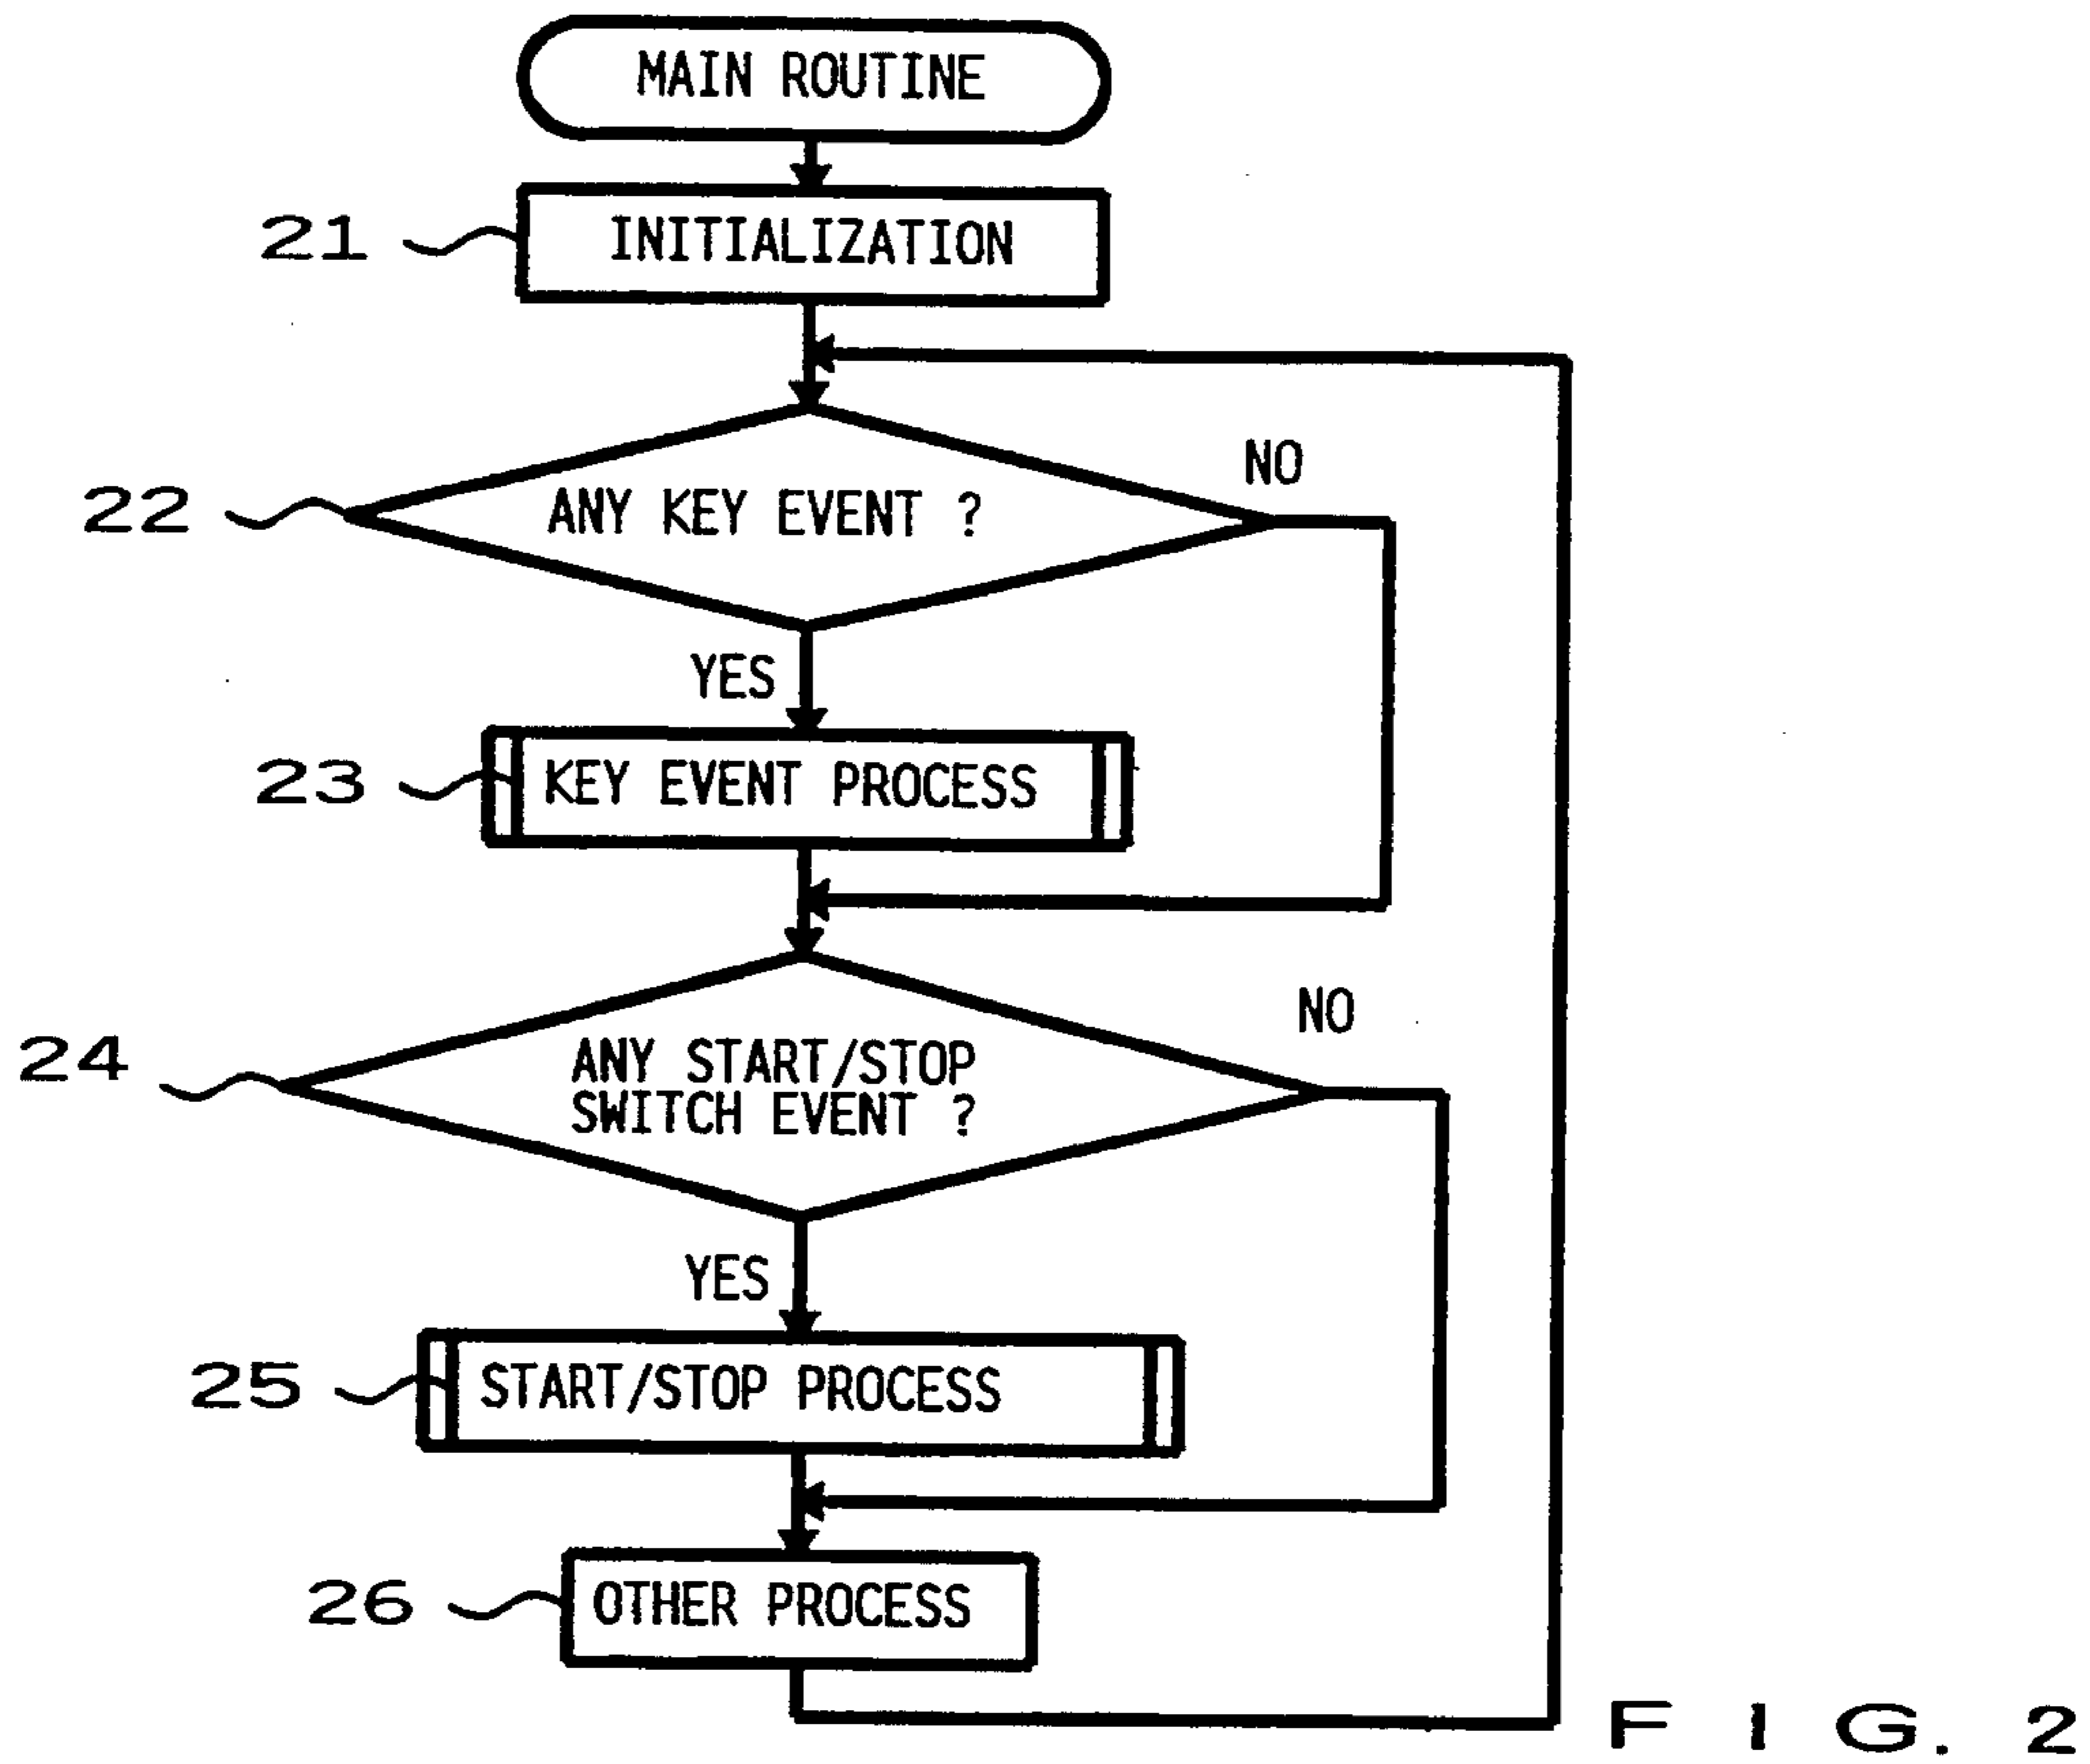 MAIN ROUTINE
21
INITIALIZATION
NO
22
ANY KEY EVENT ?
YES
23
KEY EVENT PROCESS
NO
24
ANY START/STOP
SWITCH EVENT ?
YES
25
START/STOP PROCESS
26
OTHER PROCESS
FIG. 2